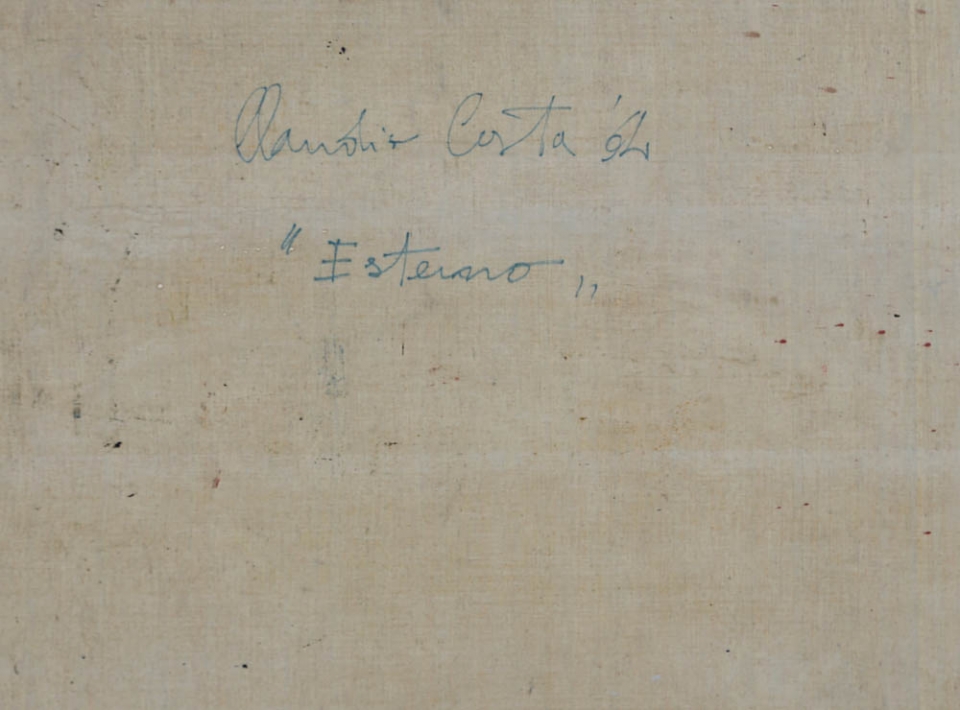 Claudio Costa '62
" Esterno „